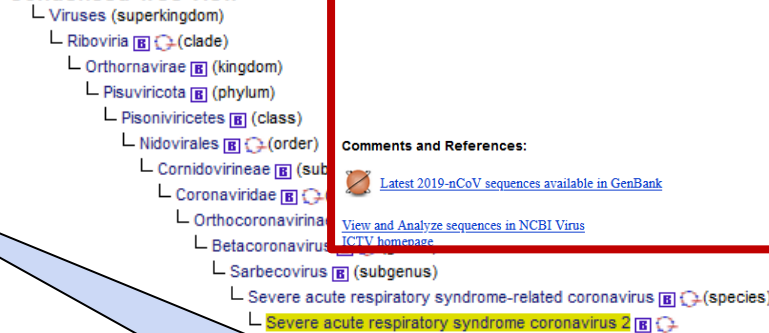 Viruses (superkingdom)
Riboviria B (clade)
Orthornavirae B (kingdom)
Pisuviricota B (phylum)
Pisoniviricetes B (class)
Nidovirales B (order)
Comments and References:
Cornidovirineae B (sub
Latest 2019-nCoV sequences available in GenBank
Coronaviridae B
Orthocoronavirinae
View and Analyze sequences in NCBI Virus
ICTV homepage
Betacoronavirus
Sarbecovirus B (subgenus)
Severe acute respiratory syndrome-related coronavirus B (species)
Severe acute respiratory syndrome coronavirus 2 B